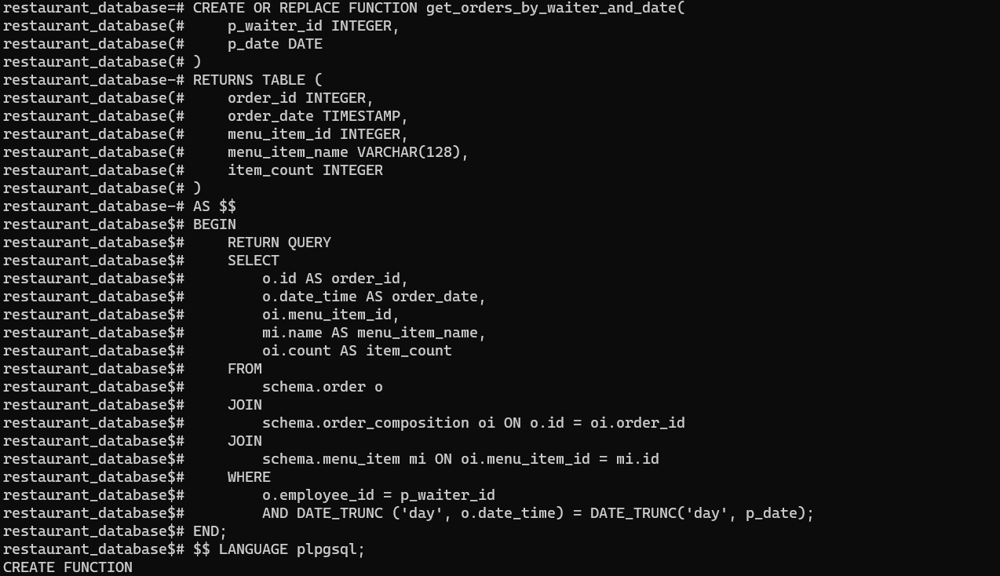 restaurant_database=# CREATE OR REPLACE FUNCTION get_orders_by_waiter_and_date(
restaurant_database(#     p_waiter_id INTEGER,
restaurant_database(#     p_date DATE
restaurant_database(# )
restaurant_database-# RETURNS TABLE (
restaurant_database(#     order_id INTEGER,
restaurant_database(#     order_date TIMESTAMP,
restaurant_database(#     menu_item_id INTEGER,
restaurant_database(#     menu_item_name VARCHAR(128),
restaurant_database(#     item_count INTEGER
restaurant_database(# )
restaurant_database-# AS $$
restaurant_database$# BEGIN
restaurant_database$#     RETURN QUERY
restaurant_database$#     SELECT
restaurant_database$#         o.id AS order_id,
restaurant_database$#         o.date_time AS order_date,
restaurant_database$#         oi.menu_item_id,
restaurant_database$#         mi.name AS menu_item_name,
restaurant_database$#         oi.count AS item_count
restaurant_database$#     FROM
restaurant_database$#         schema.order o
restaurant_database$#     JOIN
restaurant_database$#         schema.order_composition oi ON o.id = oi.order_id
restaurant_database$#     JOIN
restaurant_database$#         schema.menu_item mi ON oi.menu_item_id = mi.id
restaurant_database$#     WHERE
restaurant_database$#         o.employee_id = p_waiter_id
restaurant_database$#         AND DATE_TRUNC ('day', o.date_time) = DATE_TRUNC('day', p_date);
restaurant_database$# END;
restaurant_database$# $$ LANGUAGE plpgsql;
CREATE FUNCTION